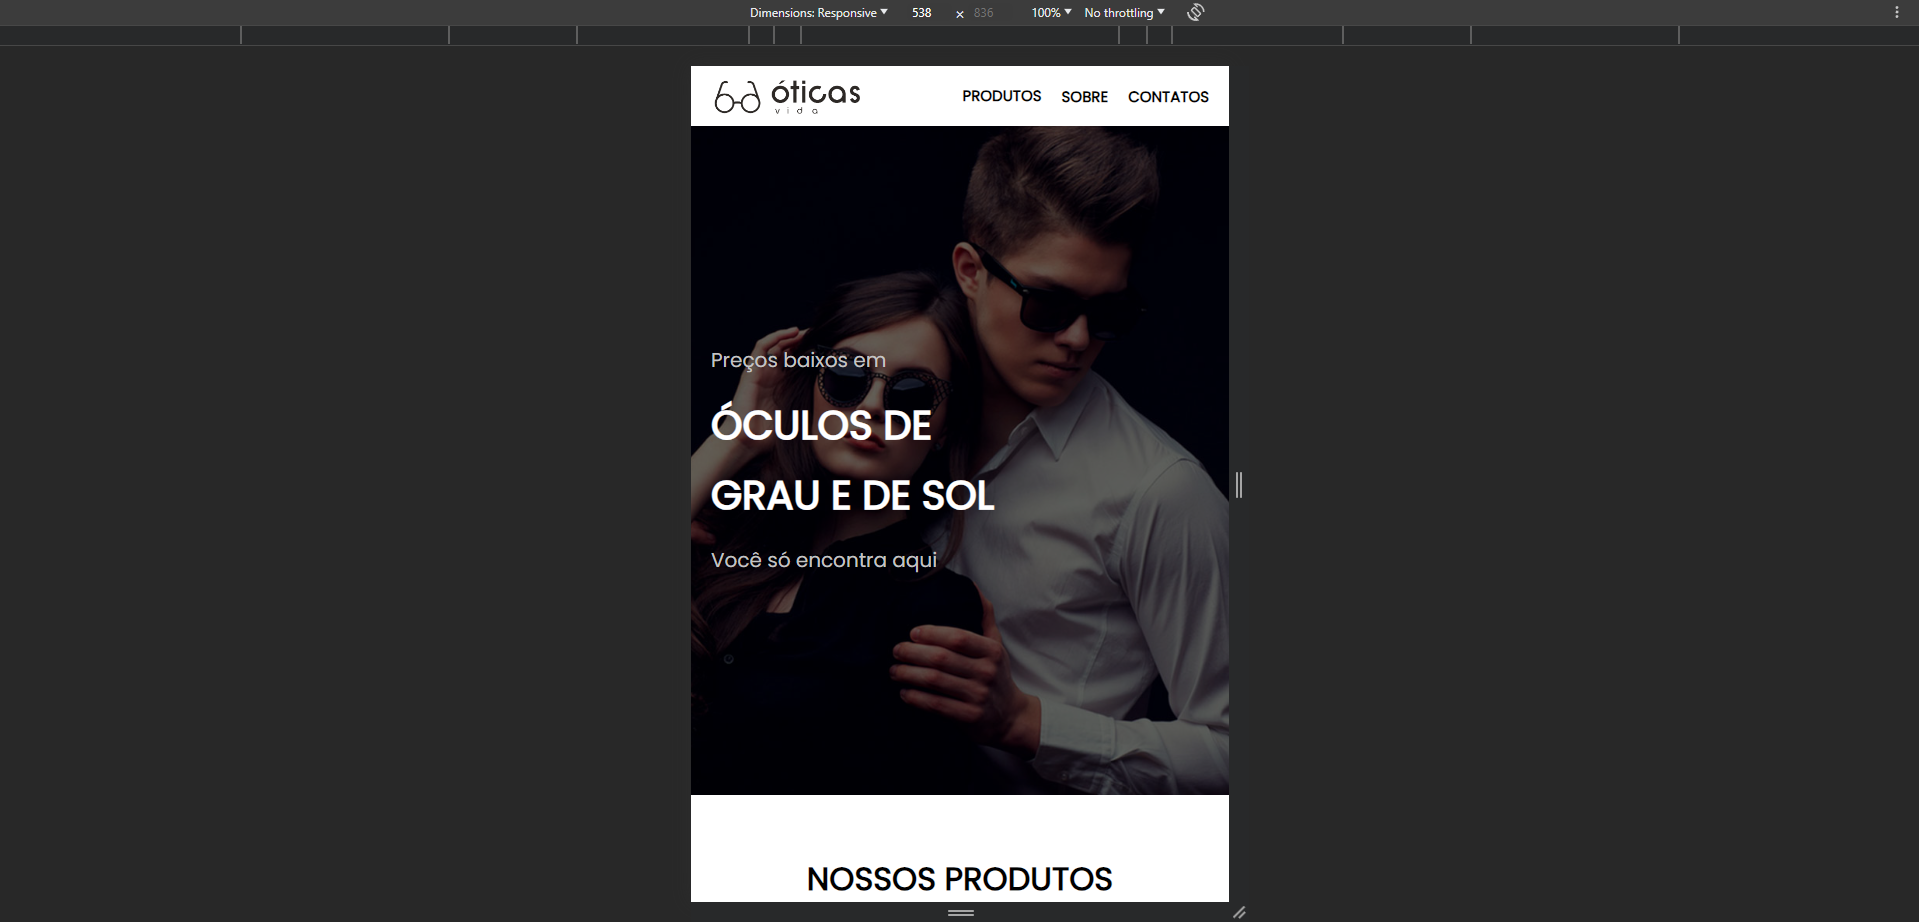 Dimensions: Responsive 538 × 836 100% No throttling
óticas
vida
PRODUTOS SOBRE CONTATOS
Preços baixos em
ÓCULOS DE
GRAU E DE SOL
Você só encontra aqui
NOSSOS PRODUTOS